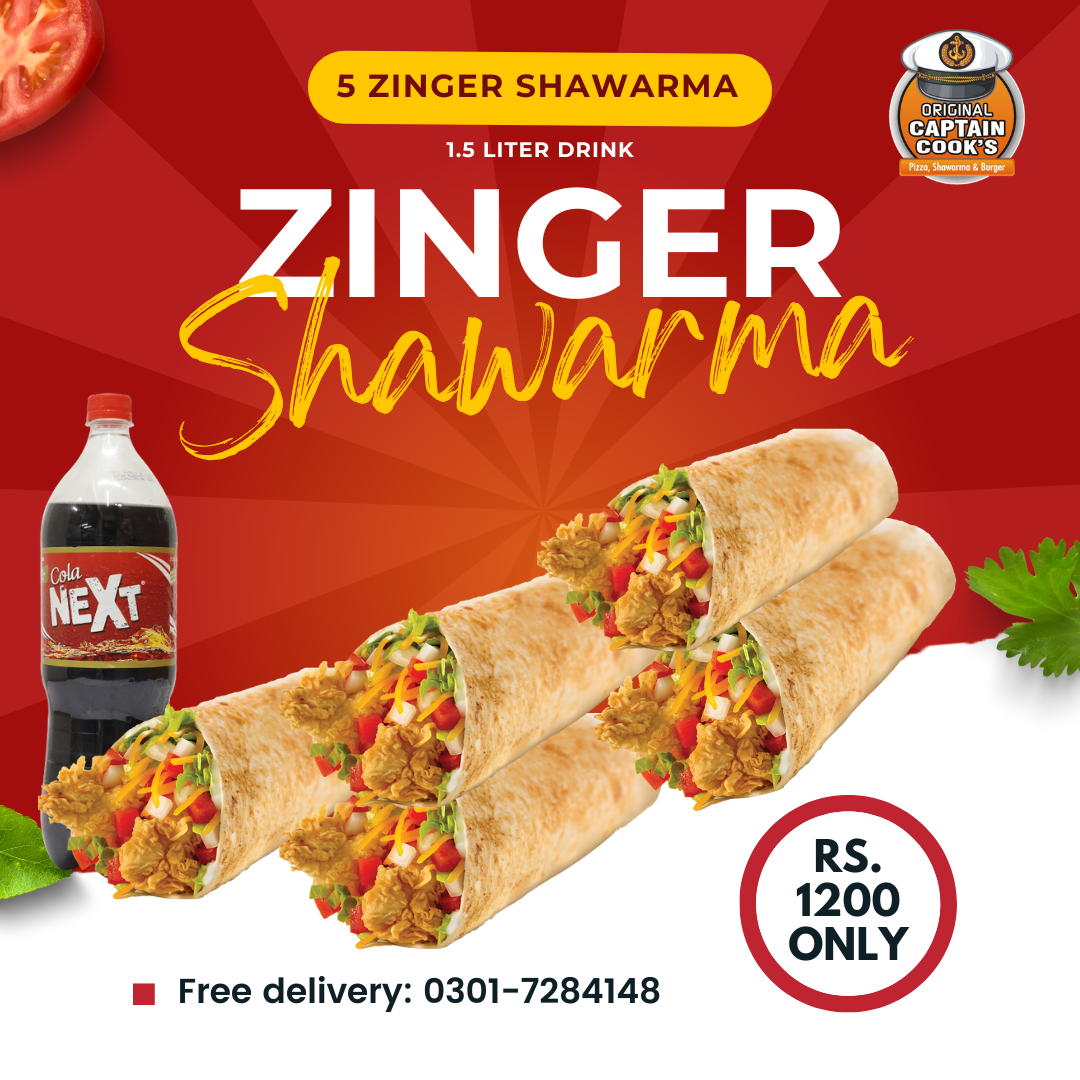 5 ZINGER SHAWARMA
1.5 LITER DRINK
ORIGINAL
CAPTAIN
COOK'S
Pizza, Shawarma & Burger
ZINGER
Shawarma
Cola
NEXT
RS.
1200
ONLY
Free delivery: 0301-7284148